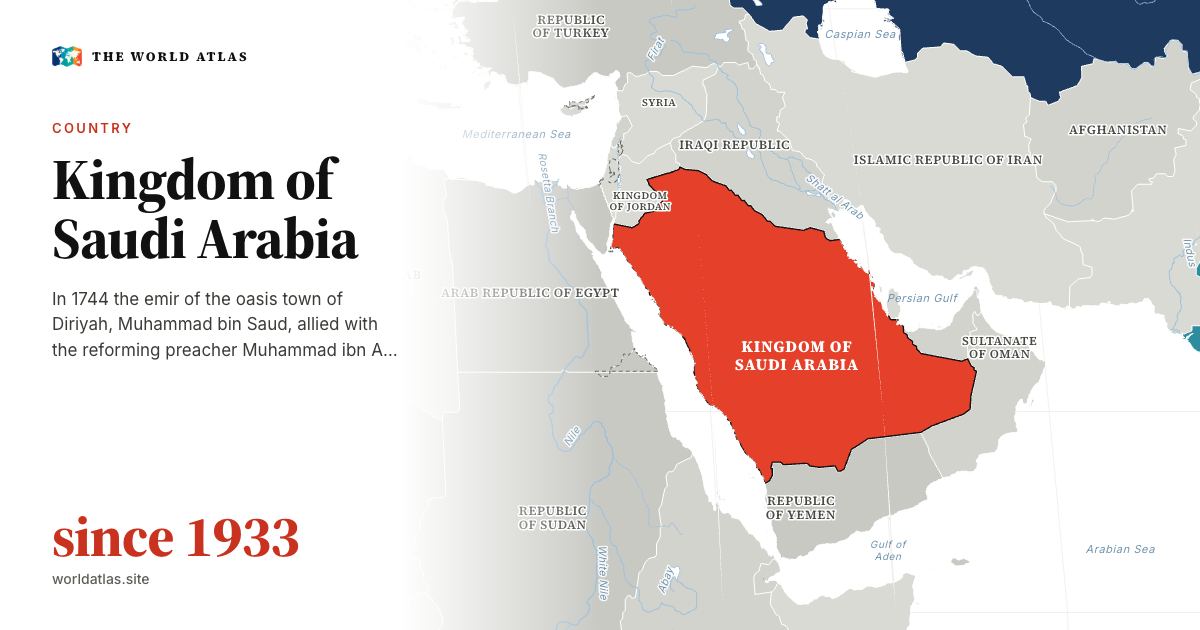 THE WORLD ATLAS
COUNTRY
Kingdom of
Saudi Arabia
In 1744 the emir of the oasis town of
Diriyah, Muhammad bin Saud, allied with
the reforming preacher Muhammad ibn A...
since 1933
worldatlas.site
REPUBLIC
OF TURKEY
Fırat
Caspian Sea
SYRIA
Mediterranean Sea
IRAQI REPUBLIC
ISLAMIC REPUBLIC OF IRAN
AFGHANISTAN
Rosetta Branch
KINGDOM
OF JORDAN
Shatt al Arab
Indus
AB
ARAB REPUBLIC OF EGYPT
Persian Gulf
KINGDOM OF
SAUDI ARABIA
SULTANATE
OF OMAN
Nile
REPUBLIC
OF SUDAN
REPUBLIC
OF YEMEN
White Nile
Abay
Gulf of
Aden
Arabian Sea